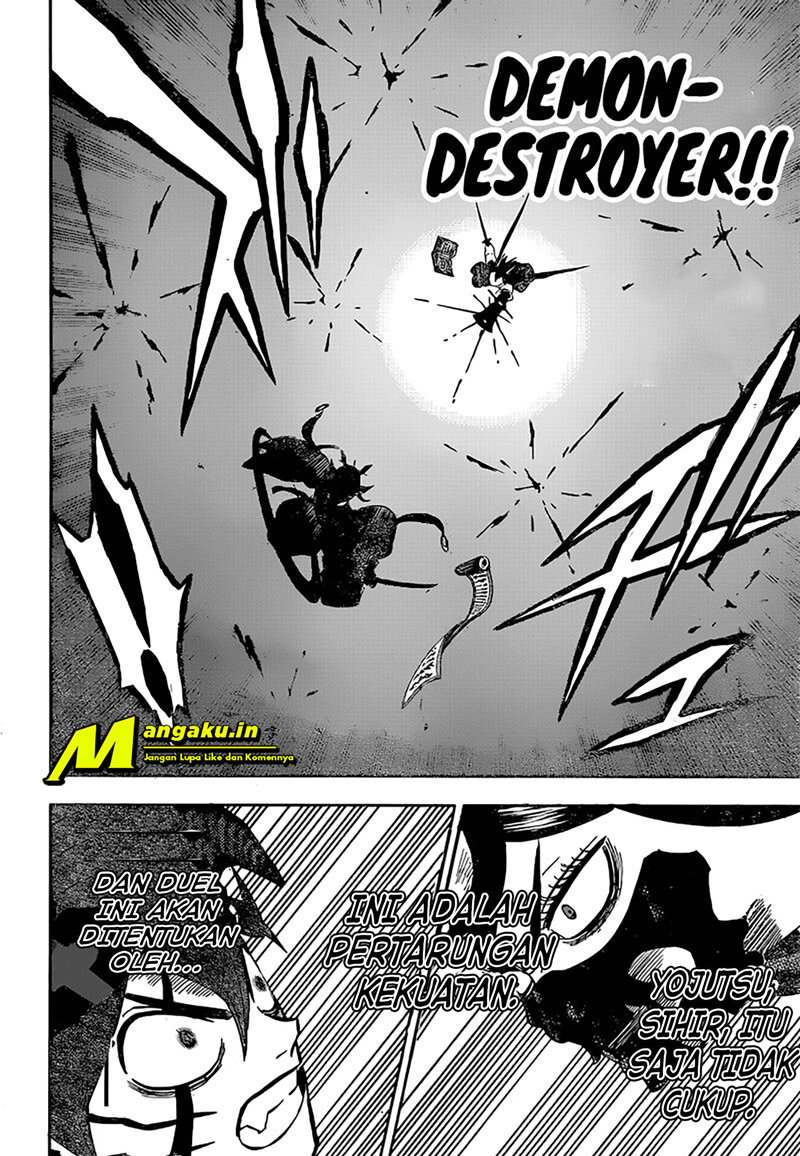 DEMON-
DESTROYER!!
Mangaku.in
Jangan Lupa Like dan Komennya
YOJUTSU,
SIHIR, ITU
SAJA TIDAK
CUKUP.
INI ADALAH
PERTARUNGAN
KEKUATAN.
DAN DUEL
INI AKAN
DITENTUKAN
OLEH...